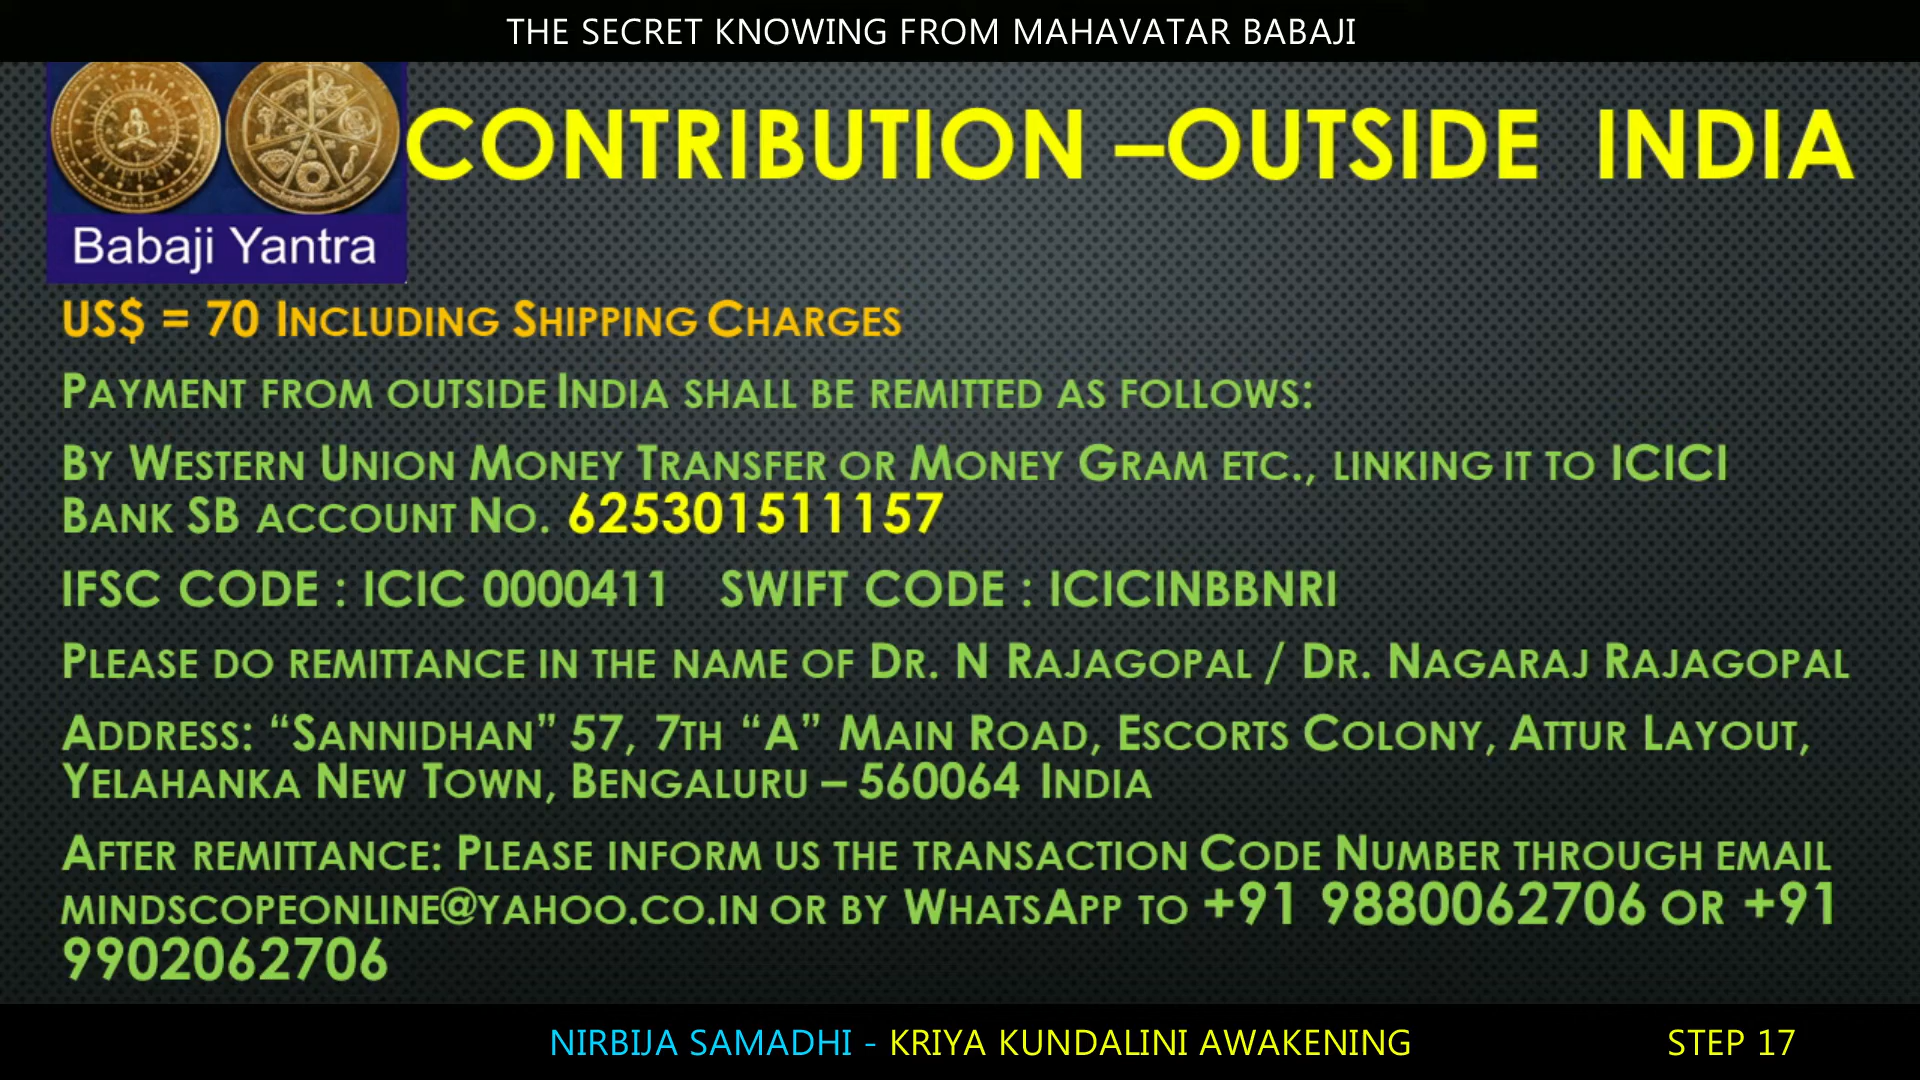 THE SECRET KNOWING FROM MAHAVATAR BABAJI
CONTRIBUTION –OUTSIDE INDIA
Babaji Yantra
US$ = 70 Including Shipping Charges
Payment from outside India shall be remitted as follows:
By Western Union Money Transfer or Money Gram etc., linking it to ICICI
Bank SB account No. 625301511157
IFSC CODE : ICIC 0000411 SWIFT CODE : ICICINBBNRI
Please do remittance in the name of Dr. N Rajagopal / Dr. Nagaraj Rajagopal
Address: “Sannidhan” 57, 7th “A” Main Road, Escorts Colony, Attur Layout,
Yelahanka New Town, Bengaluru – 560064 India
After remittance: Please inform us the transaction Code Number through email
mindscopeonline@yahoo.co.in or by WhatsApp to +91 9880062706 or +91
9902062706
NIRBIJA SAMADHI - KRIYA KUNDALINI AWAKENING STEP 17